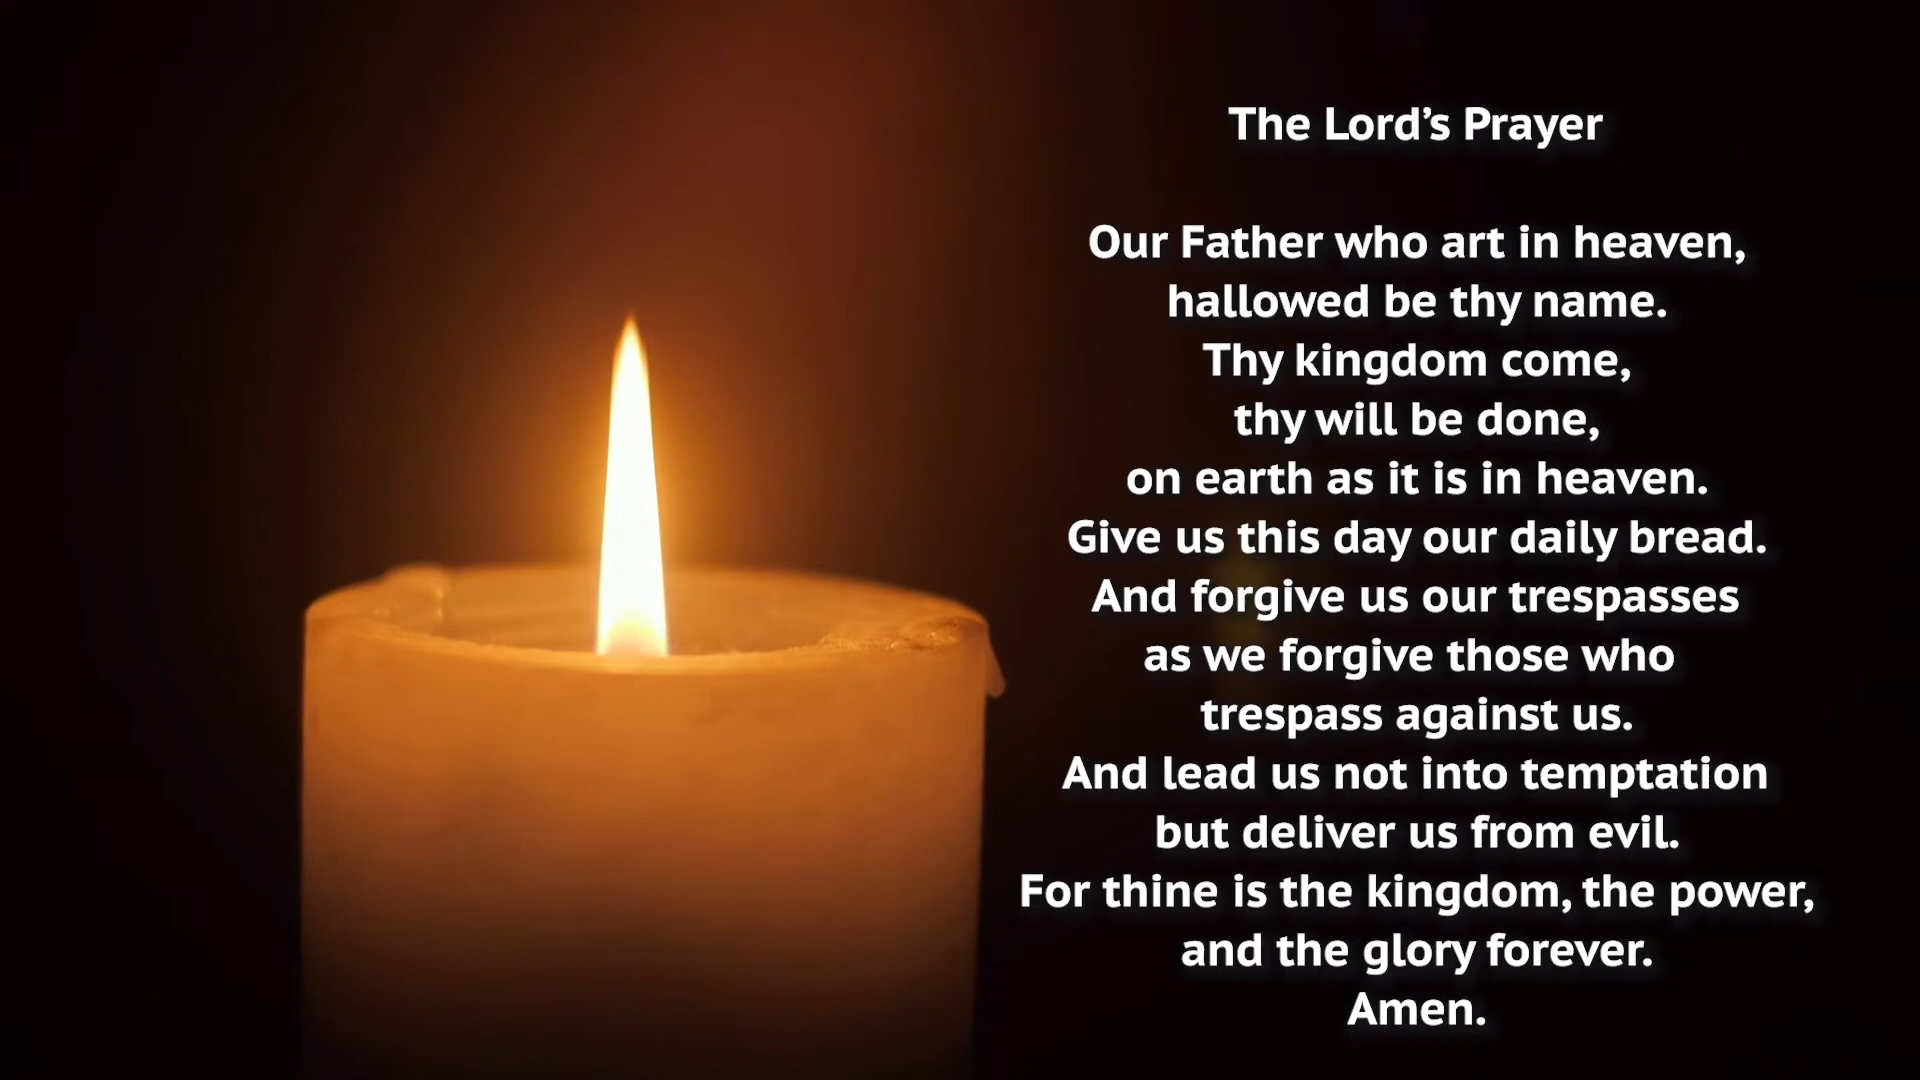 The Lord’s Prayer
Our Father who art in heaven,
hallowed be thy name.
Thy kingdom come,
thy will be done,
on earth as it is in heaven.
Give us this day our daily bread.
And forgive us our trespasses
as we forgive those who
trespass against us.
And lead us not into temptation
but deliver us from evil.
For thine is the kingdom, the power,
and the glory forever.
Amen.